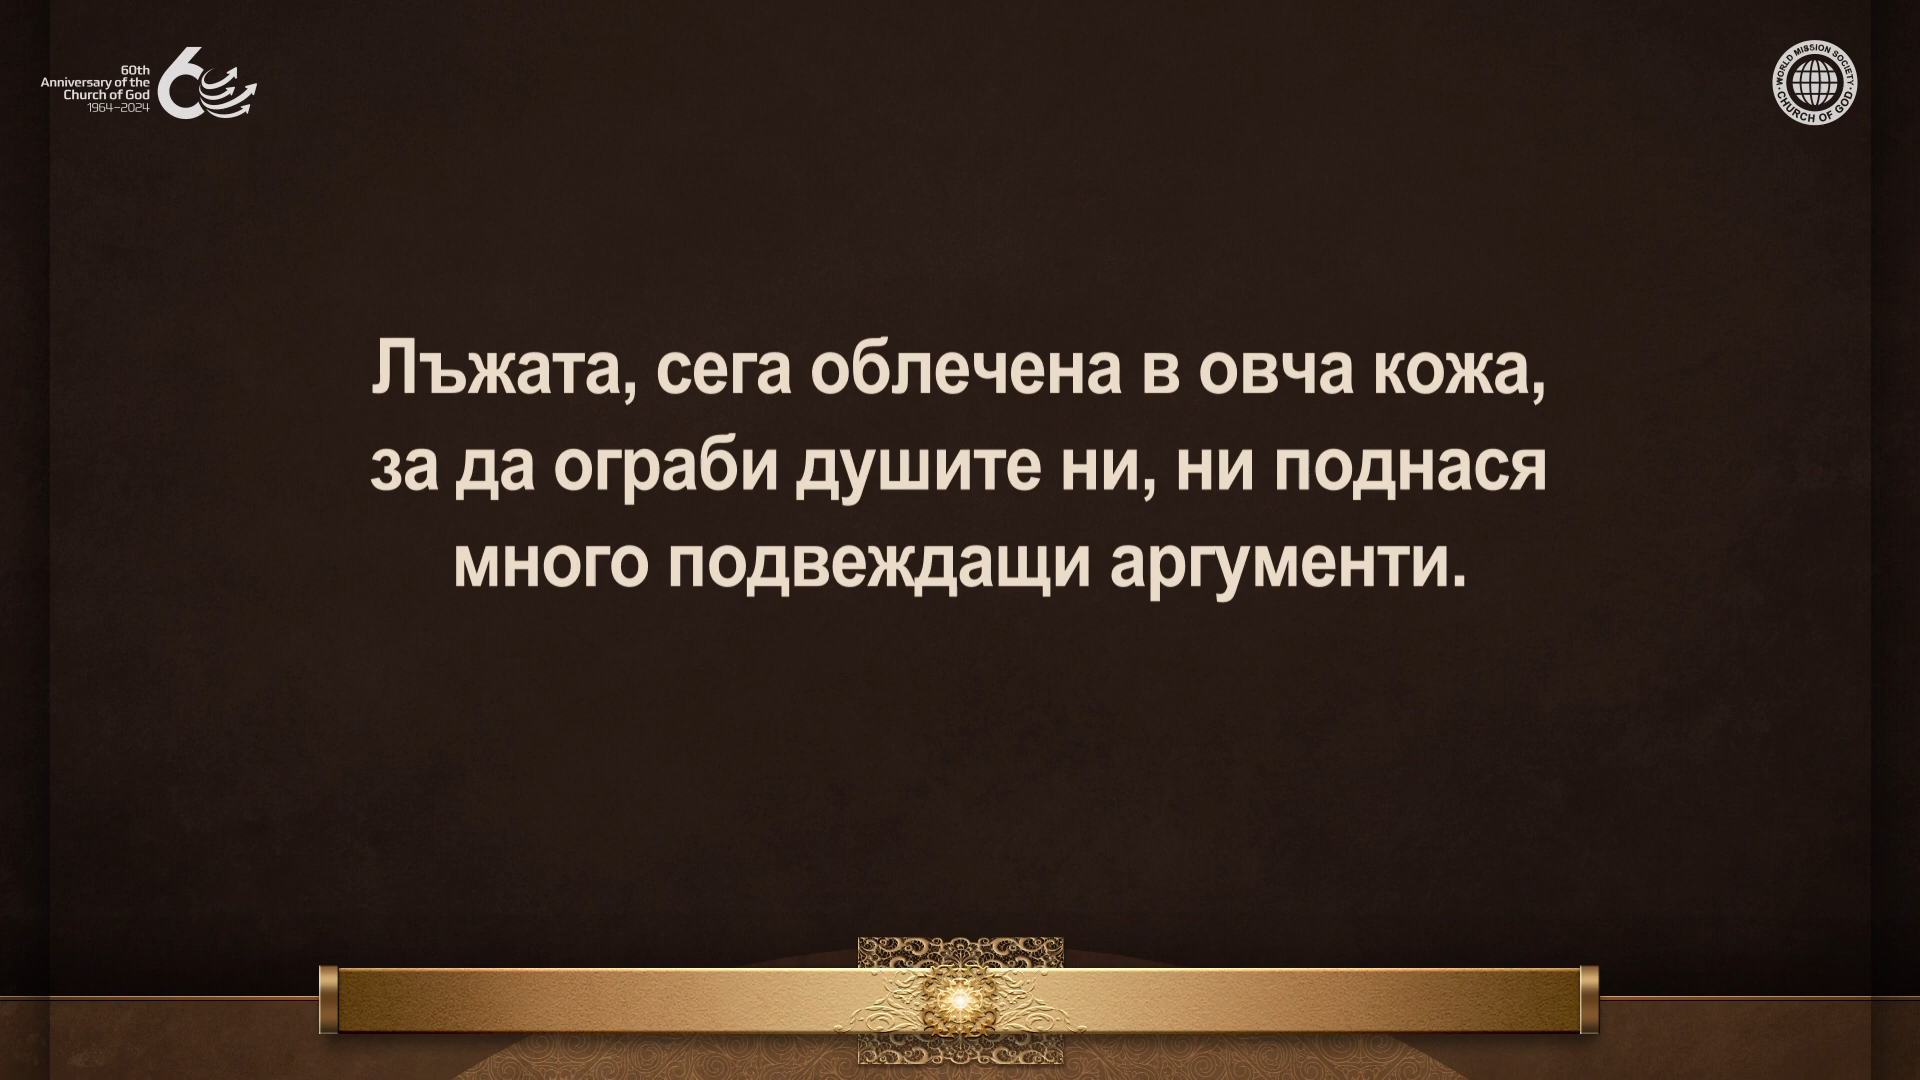 60th
Anniversary of the
Church of God
1964–2024
60
WORLD MISSION SOCIETY
CHURCH OF GOD
Лъжата, сега облечена в овча кожа,
за да ограби душите ни, ни поднася
много подвеждащи аргументи.